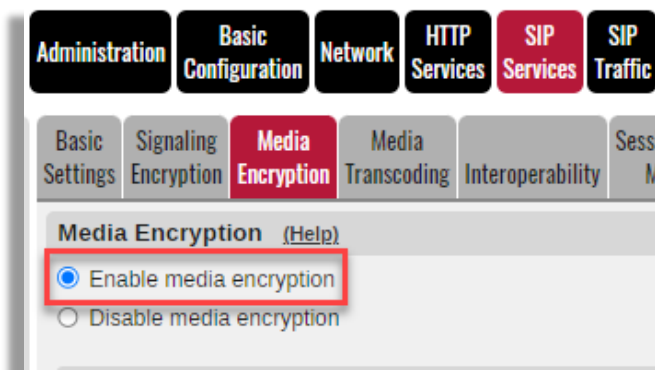 Administration
Basic Configuration
Network
HTTP Services
SIP Services
SIP Traffic
Basic Settings
Signaling Encryption
Media Encryption
Media Transcoding
Interoperability
Media Encryption (Help)
Enable media encryption
Disable media encryption